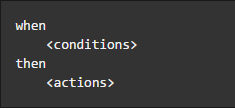 when
    <conditions>
then
    <actions>